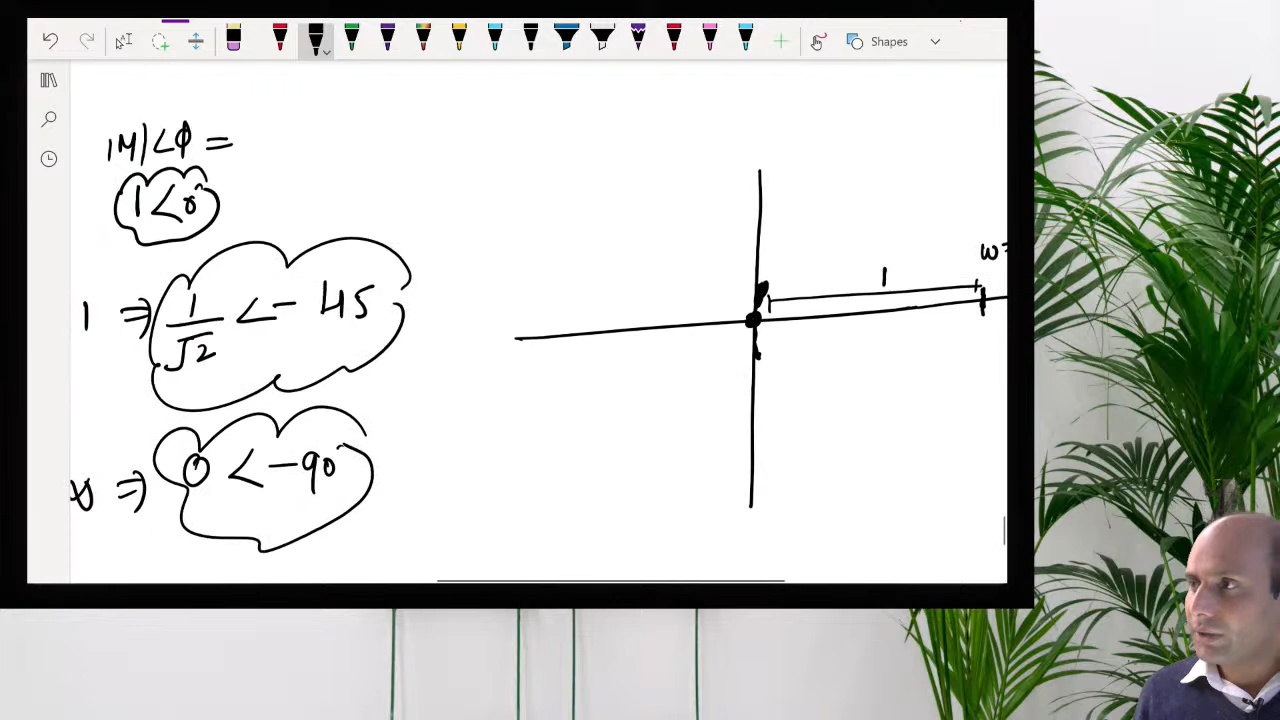 Shapes
|M|<φ =
1<0°
w=
1
1 ⇒ 1/√2 <- 45
⇒ 0 <-90°